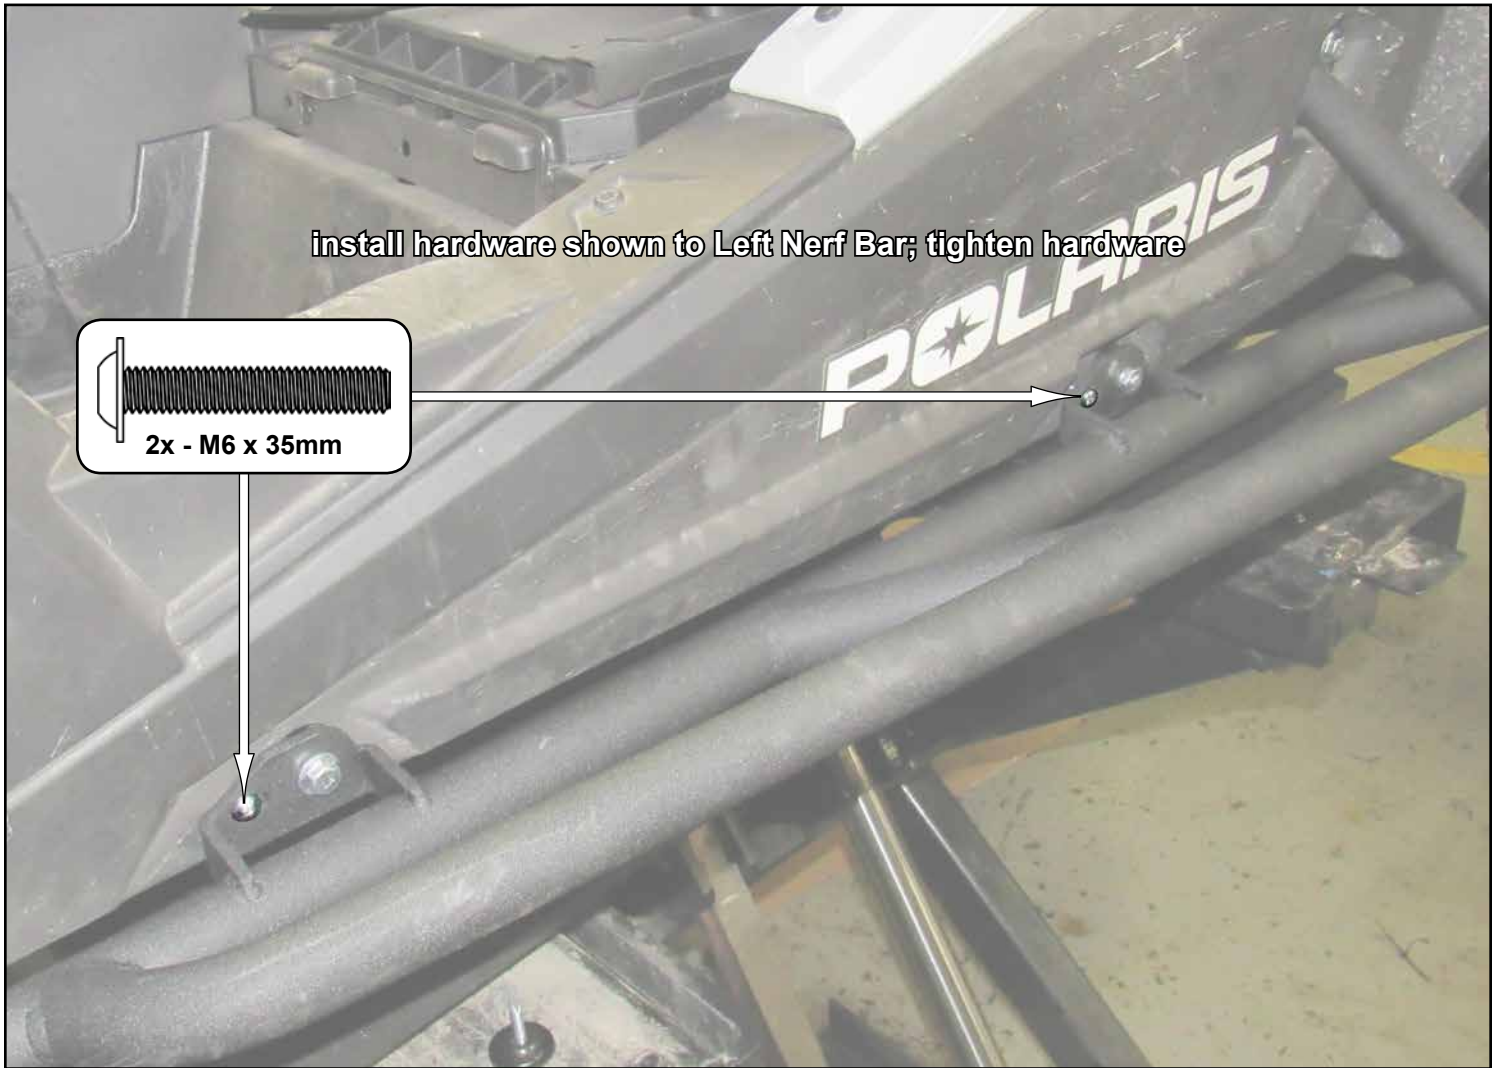 install hardware shown to Left Nerf Bar; tighten hardware
POLARIS
2x - M6 x 35mm